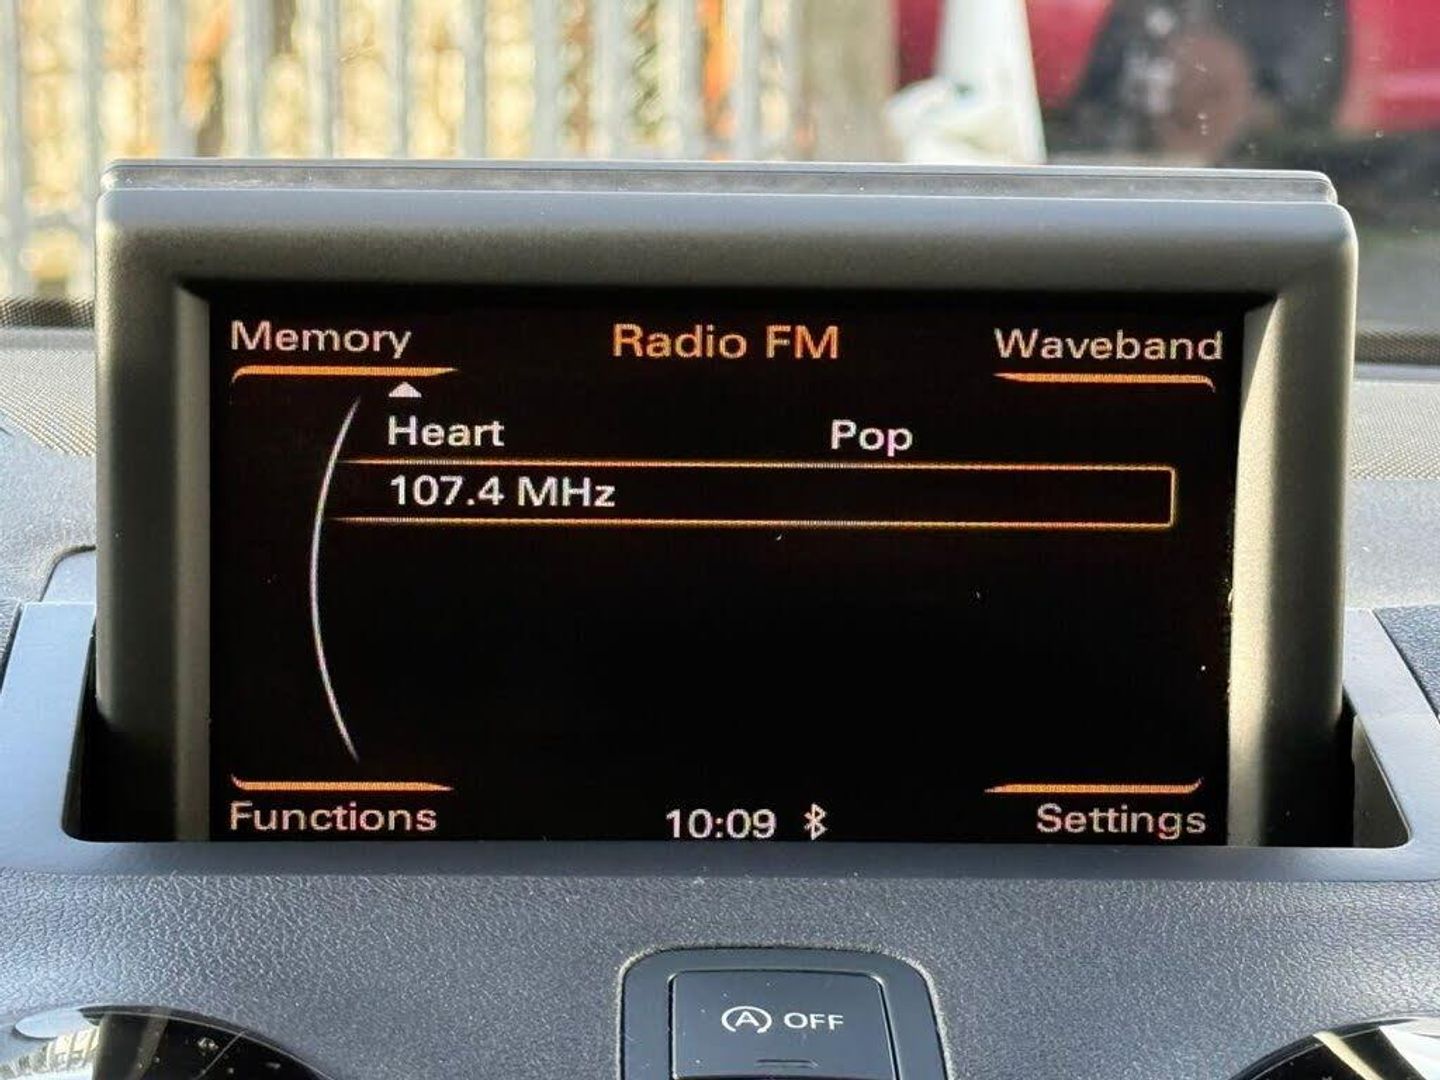 Memory Radio FM Waveband
Heart Pop
107.4 MHz
Functions 10:09 Settings
A OFF